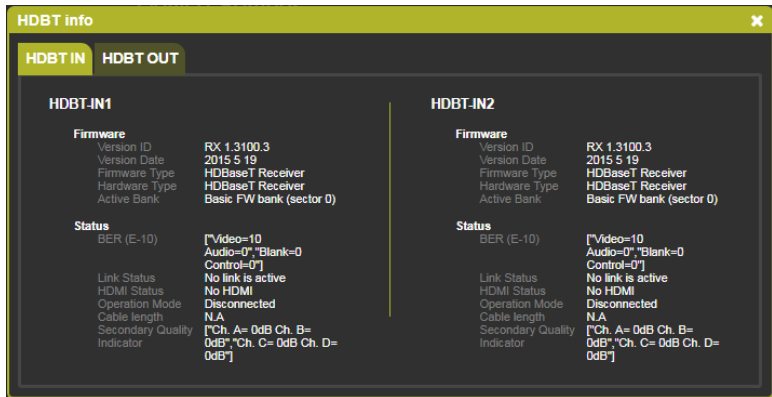 HDBT info
HDBT IN HDBT OUT
HDBT-IN1
Firmware
Version ID RX 1.3100.3
Version Date 2015 5 19
Firmware Type HDBaseT Receiver
Hardware Type HDBaseT Receiver
Active Bank Basic FW bank (sector 0)
Status
BER (E-10) ["Video=10
Audio=0","Blank=0
Control=0"]
Link Status No link is active
HDMI Status No HDMI
Operation Mode Disconnected
Cable length N.A
Secondary Quality ["Ch. A= 0dB Ch. B=
Indicator 0dB","Ch. C= 0dB Ch. D=
0dB"]
HDBT-IN2
Firmware
Version ID RX 1.3100.3
Version Date 2015 5 19
Firmware Type HDBaseT Receiver
Hardware Type HDBaseT Receiver
Active Bank Basic FW bank (sector 0)
Status
BER (E-10) ["Video=10
Audio=0","Blank=0
Control=0"]
Link Status No link is active
HDMI Status No HDMI
Operation Mode Disconnected
Cable length N.A
Secondary Quality ["Ch. A= 0dB Ch. B=
Indicator 0dB","Ch. C= 0dB Ch. D=
0dB"]